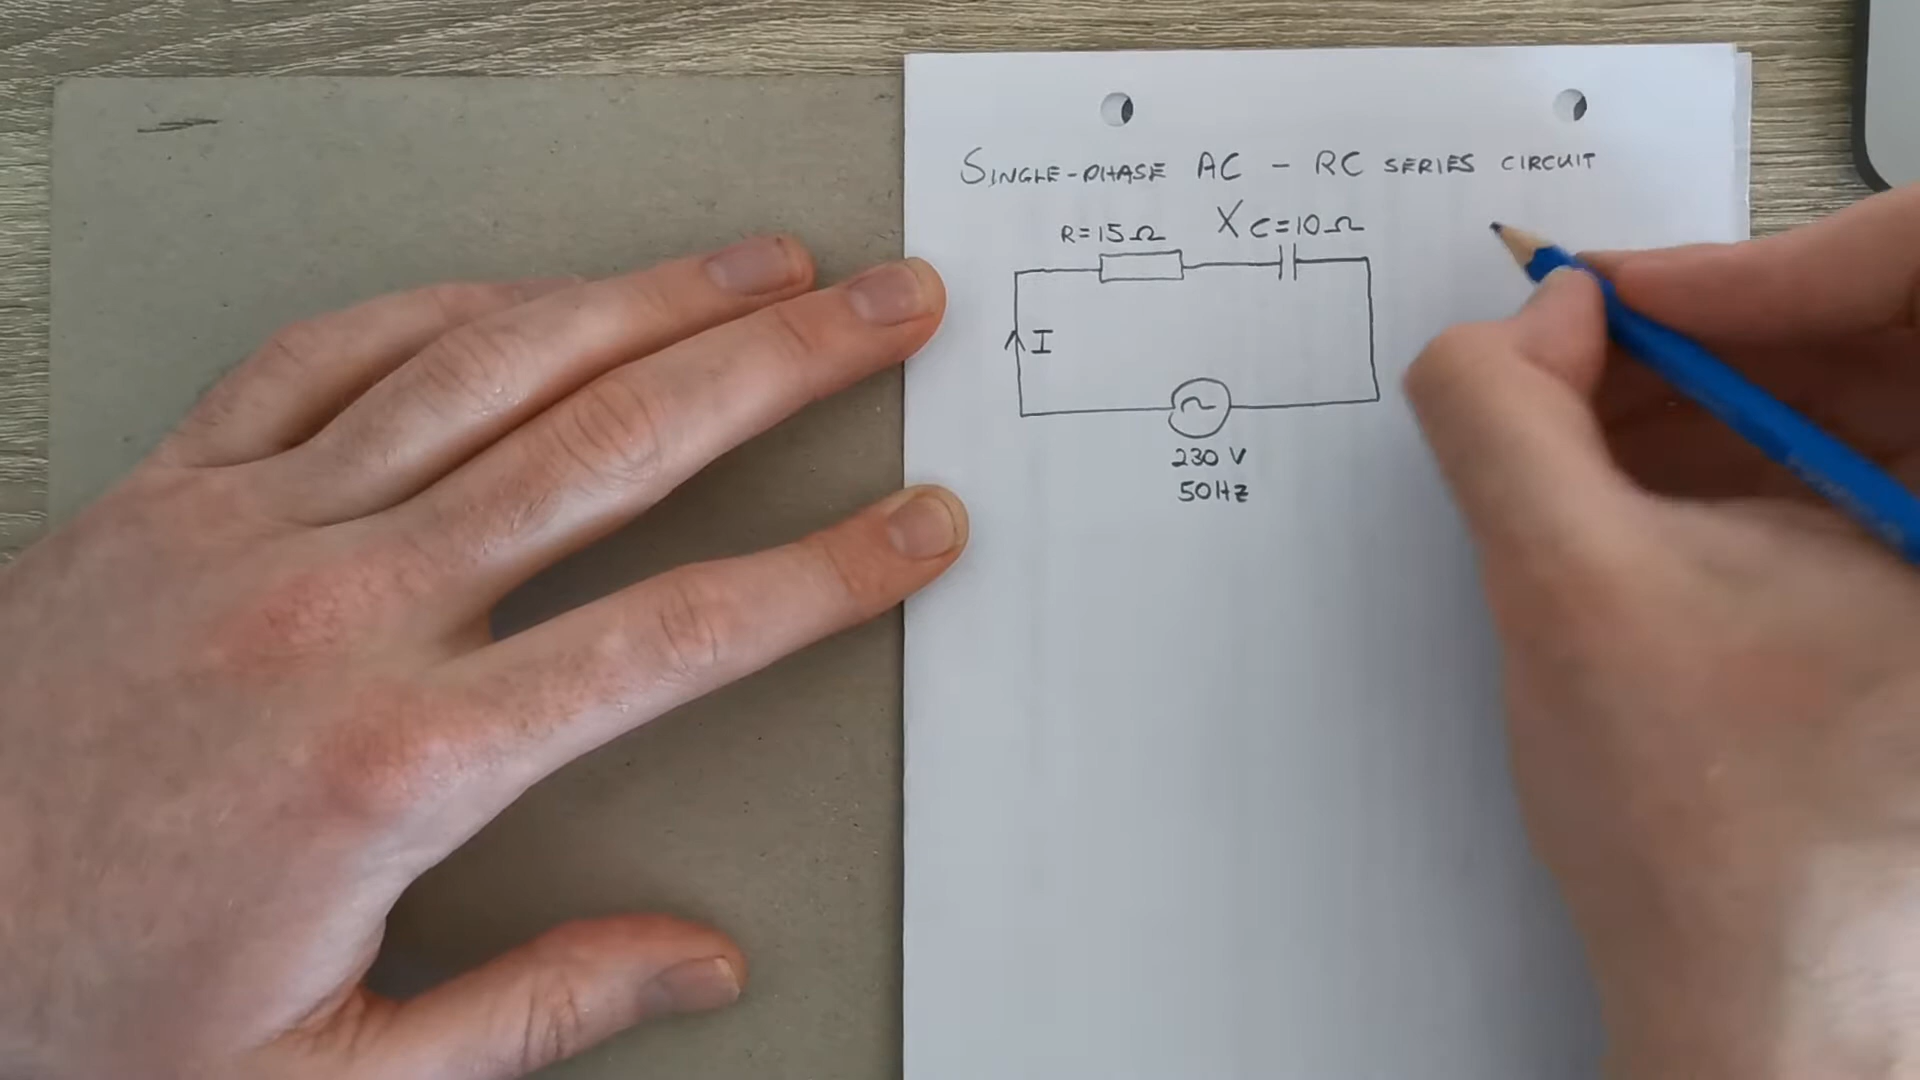 SINGLE-PHASE AC - RC SERIES CIRCUIT
R=15Ω XC=10Ω
I
230 V
50HZ